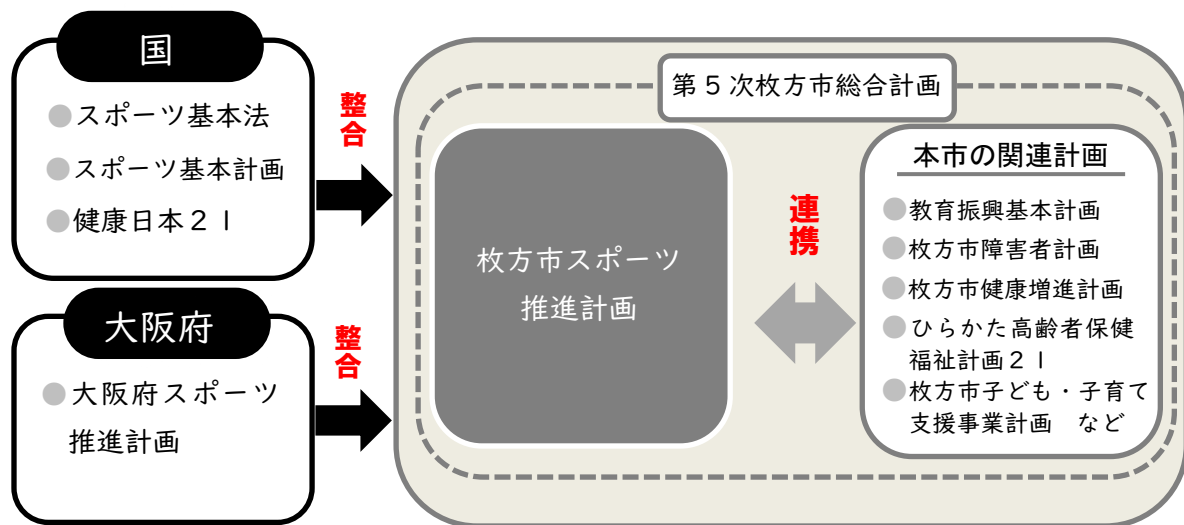 国
●スポーツ基本法
●スポーツ基本計画
●健康日本２１
整合
大阪府
●大阪府スポーツ
推進計画
整合
第５次枚方市総合計画
枚方市スポーツ
推進計画
連携
本市の関連計画
●教育振興基本計画
●枚方市障害者計画
●枚方市健康増進計画
●ひらかた高齢者保健
福祉計画２１
●枚方市子ども・子育て
支援事業計画　など